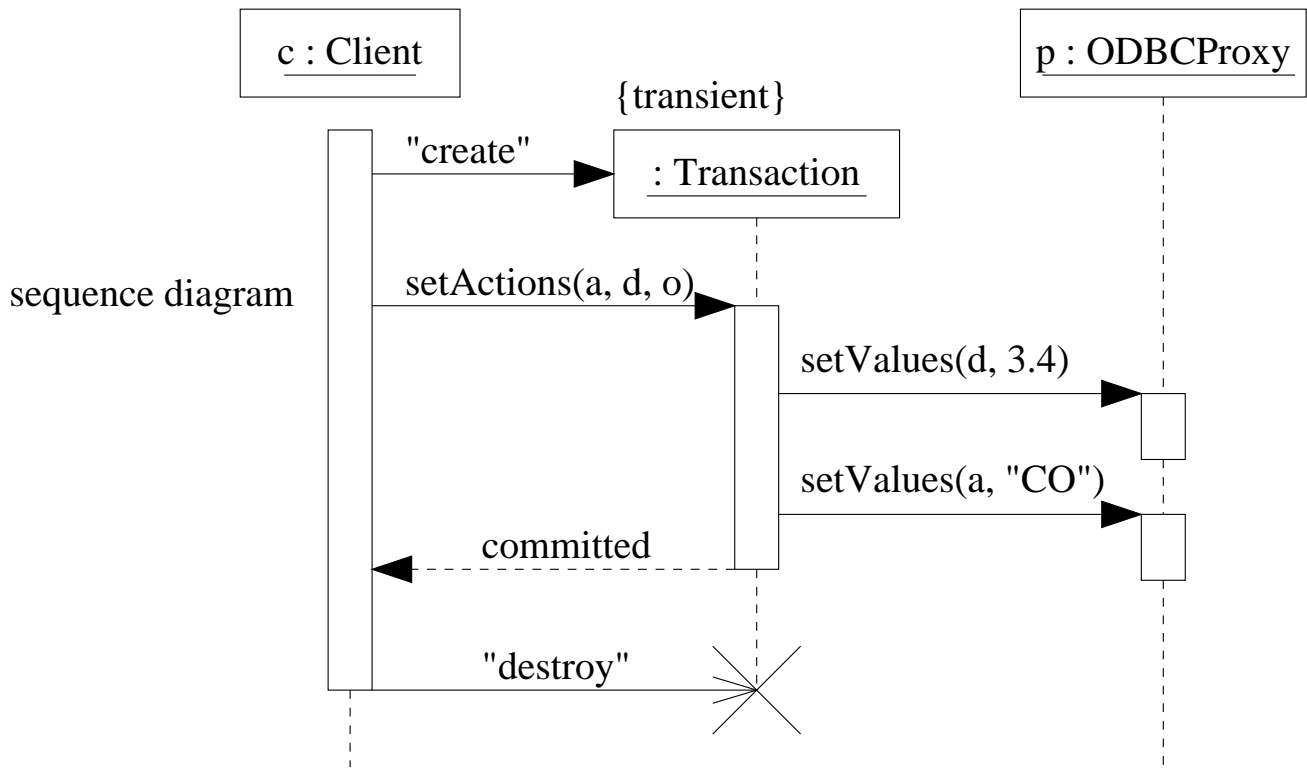 c : Client
p : ODBCProxy
{transient}
"create"
: Transaction
sequence diagram
setActions(a, d, o)
setValues(d, 3.4)
setValues(a, "CO")
committed
"destroy"